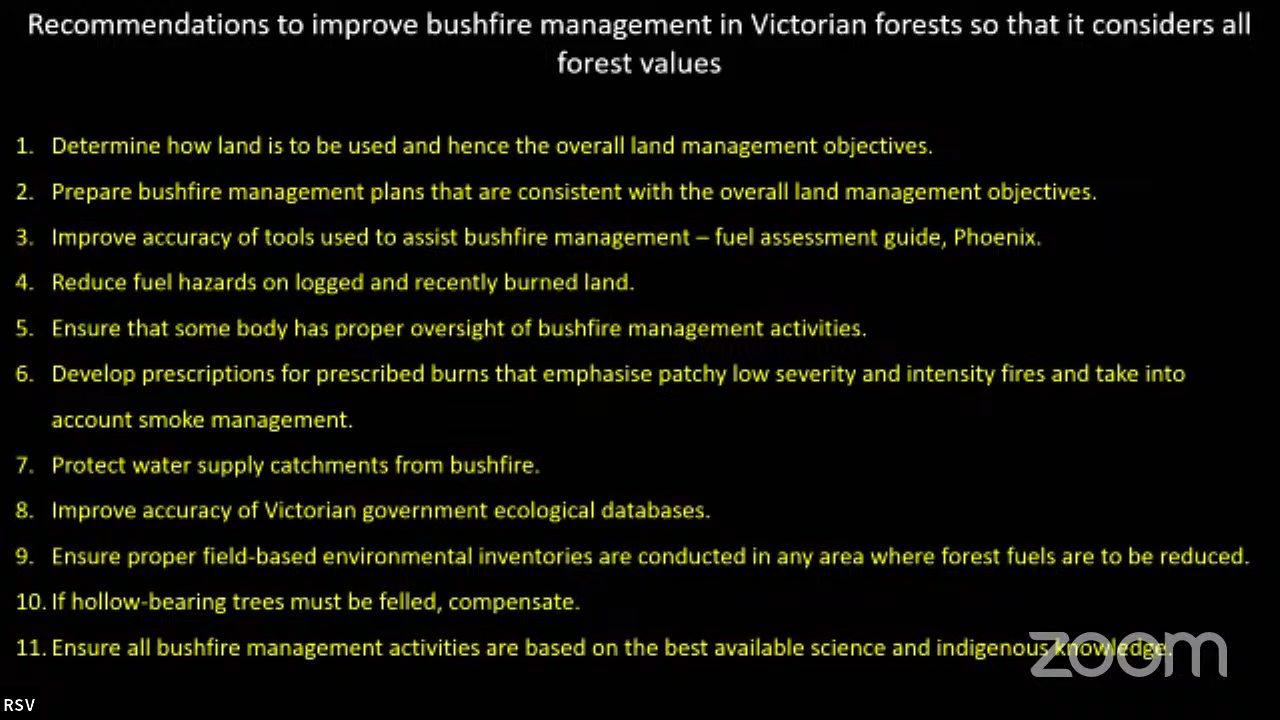 Recommendations to improve bushfire management in Victorian forests so that it considers all
forest values
1. Determine how land is to be used and hence the overall land management objectives.
2. Prepare bushfire management plans that are consistent with the overall land management objectives.
3. Improve accuracy of tools used to assist bushfire management – fuel assessment guide, Phoenix.
4. Reduce fuel hazards on logged and recently burned land.
5. Ensure that some body has proper oversight of bushfire management activities.
6. Develop prescriptions for prescribed burns that emphasise patchy low severity and intensity fires and take into
account smoke management.
7. Protect water supply catchments from bushfire.
8. Improve accuracy of Victorian government ecological databases.
9. Ensure proper field-based environmental inventories are conducted in any area where forest fuels are to be reduced.
10. If hollow-bearing trees must be felled, compensate.
11. Ensure all bushfire management activities are based on the best available science and indigenous knowledge.
zoom
RSV